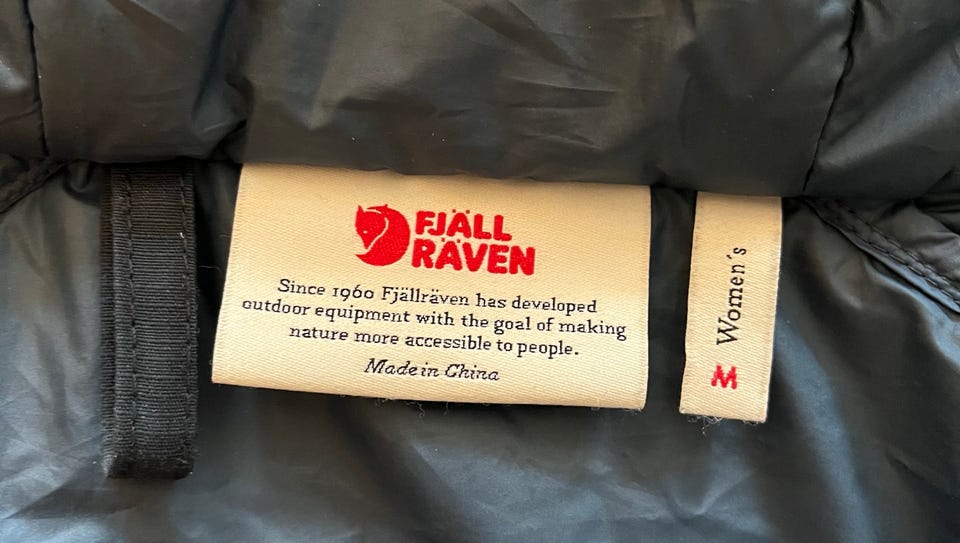 FJÄLL
RÄVEN
Since 1960 Fjällräven has developed
outdoor equipment with the goal of making
nature more accessible to people.
Made in China
M Women's